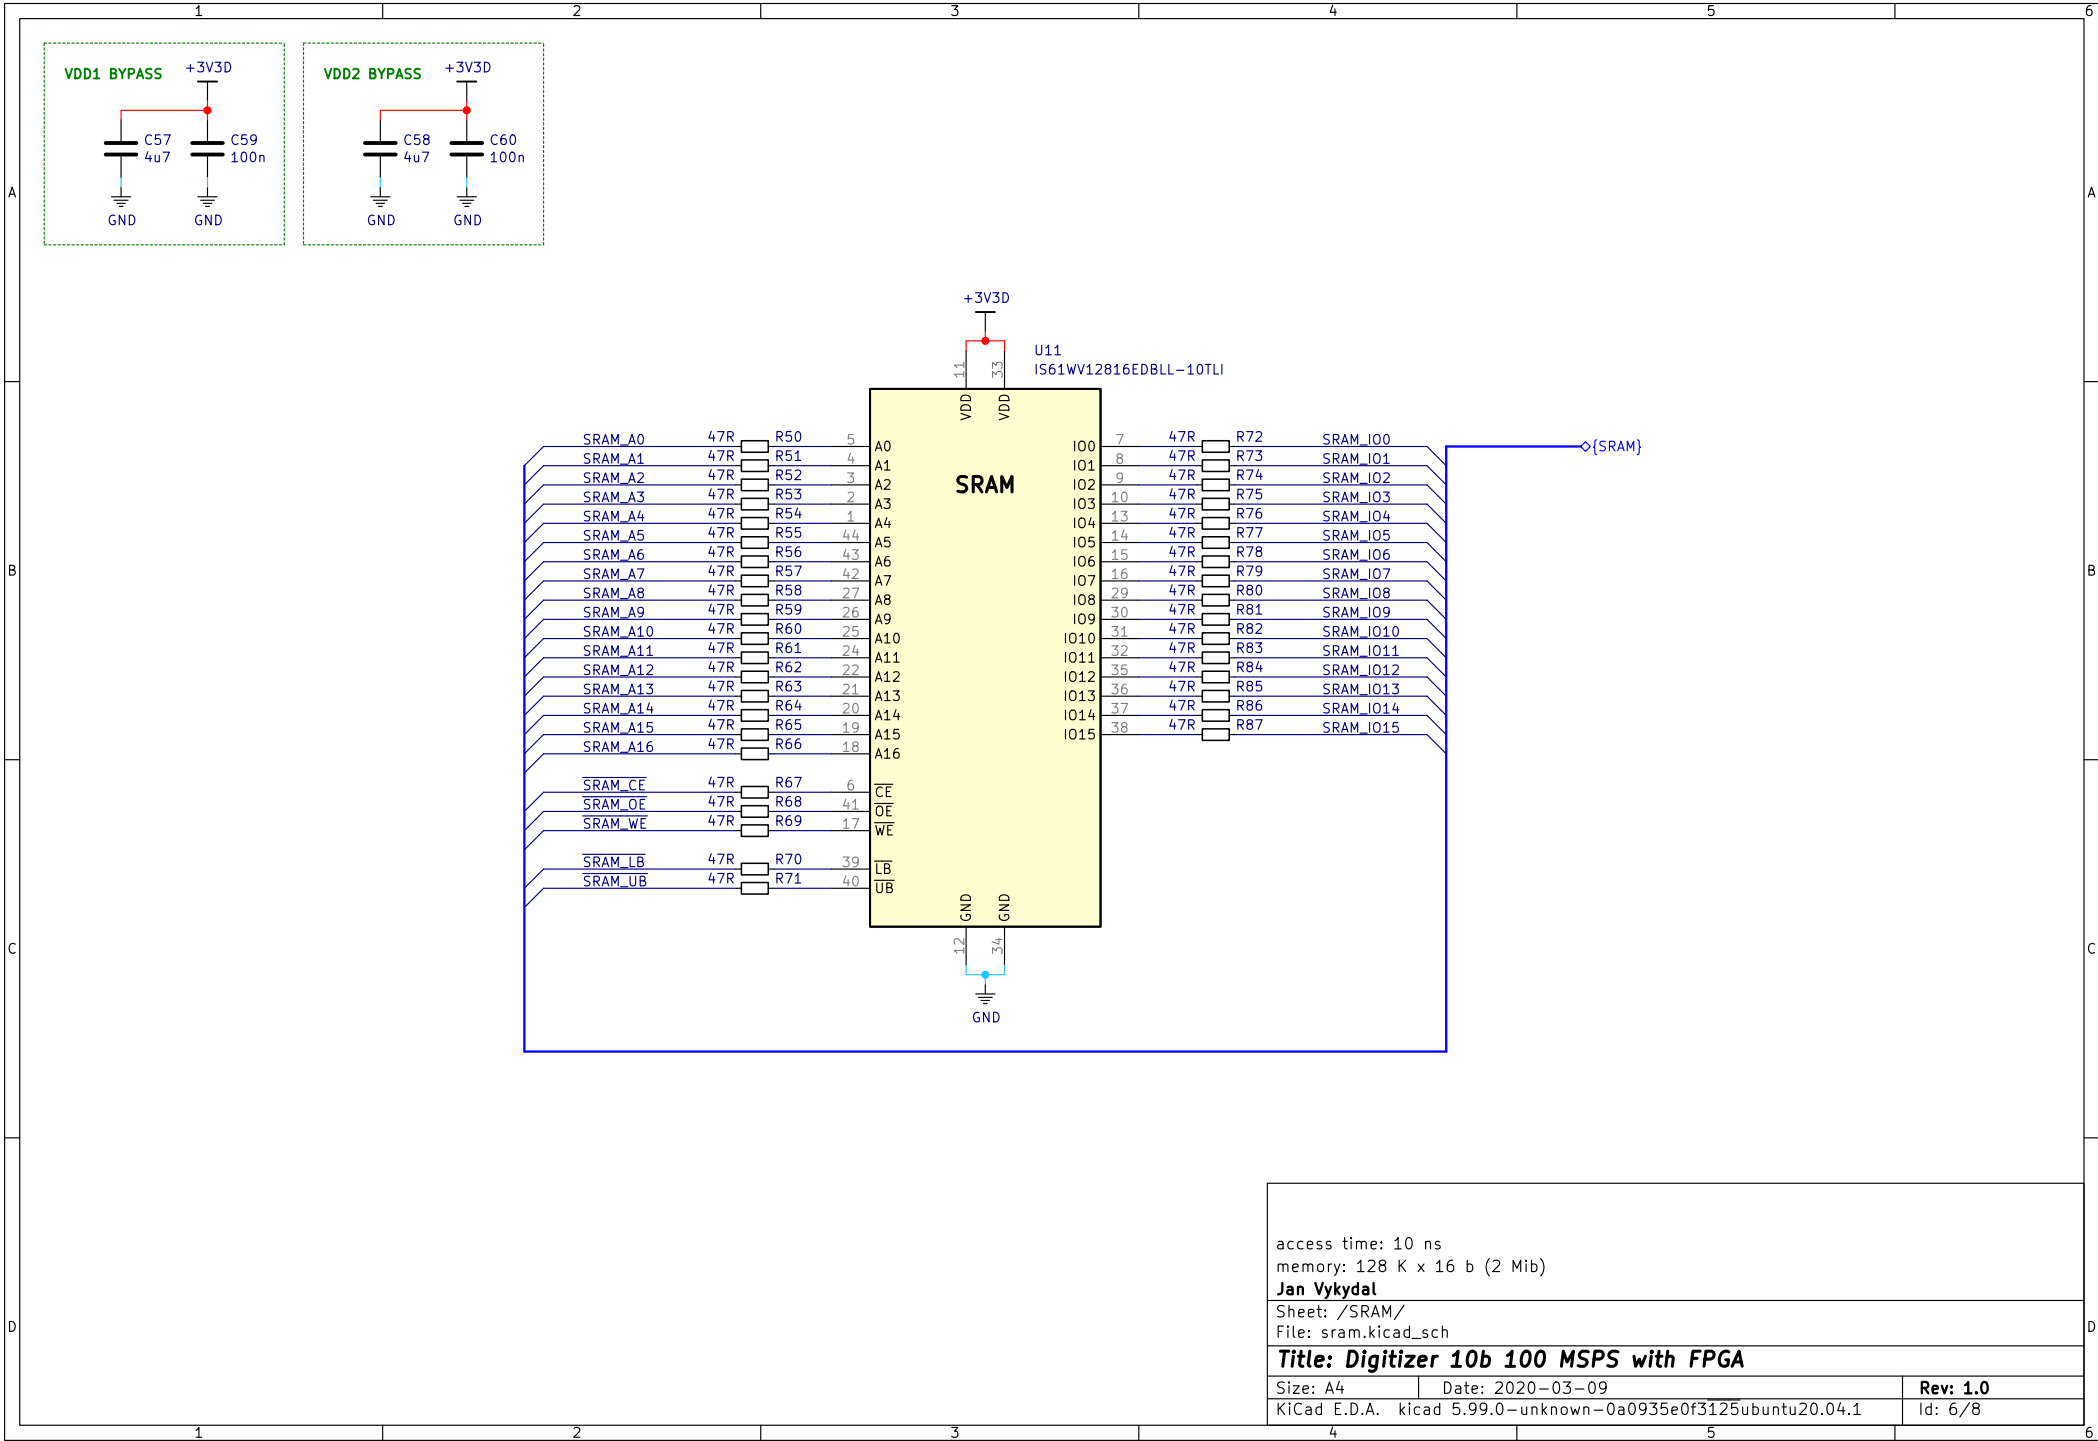 1 2 3 4 5 6
VDD1 BYPASS +3V3D VDD2 BYPASS +3V3D
C57 C59 C58 C60
4u7 100n 4u7 100n
A A
GND GND GND GND
+3V3D
U11
11 33 IS61WV12816EDBLL-10TLI
VDD VDD
SRAM_A0 47R R50 5 A0 IO0 7 47R R72 SRAM_IO0 {SRAM}
SRAM_A1 47R R51 4 A1 IO1 8 47R R73 SRAM_IO1
SRAM_A2 47R R52 3 A2 SRAM IO2 9 47R R74 SRAM_IO2
SRAM_A3 47R R53 2 A3 IO3 10 47R R75 SRAM_IO3
SRAM_A4 47R R54 1 A4 IO4 13 47R R76 SRAM_IO4
SRAM_A5 47R R55 44 A5 IO5 14 47R R77 SRAM_IO5
SRAM_A6 47R R56 43 A6 IO6 15 47R R78 SRAM_IO6
B SRAM_A7 47R R57 42 A7 IO7 16 47R R79 SRAM_IO7 B
SRAM_A8 47R R58 27 A8 IO8 29 47R R80 SRAM_IO8
SRAM_A9 47R R59 26 A9 IO9 30 47R R81 SRAM_IO9
SRAM_A10 47R R60 25 A10 IO10 31 47R R82 SRAM_IO10
SRAM_A11 47R R61 24 A11 IO11 32 47R R83 SRAM_IO11
SRAM_A12 47R R62 22 A12 IO12 35 47R R84 SRAM_IO12
SRAM_A13 47R R63 21 A13 IO13 36 47R R85 SRAM_IO13
SRAM_A14 47R R64 20 A14 IO14 37 47R R86 SRAM_IO14
SRAM_A15 47R R65 19 A15 IO15 38 47R R87 SRAM_IO15
SRAM_A16 47R R66 18 A16
SRAM_CE 47R R67 6 CE
SRAM_OE 47R R68 41 OE
SRAM_WE 47R R69 17 WE
SRAM_LB 47R R70 39 LB
SRAM_UB 47R R71 40 UB
GND GND
C 12 34 C
GND
access time: 10 ns
memory: 128 K x 16 b (2 Mib)
Jan Vykydal
Sheet: /SRAM/
D D
File: sram.kicad_sch
Title: Digitizer 10b 100 MSPS with FPGA
Size: A4 Date: 2020-03-09 Rev: 1.0
KiCad E.D.A. kicad 5.99.0-unknown-0a0935e0f3125ubuntu20.04.1 Id: 6/8
1 2 3 4 5 6